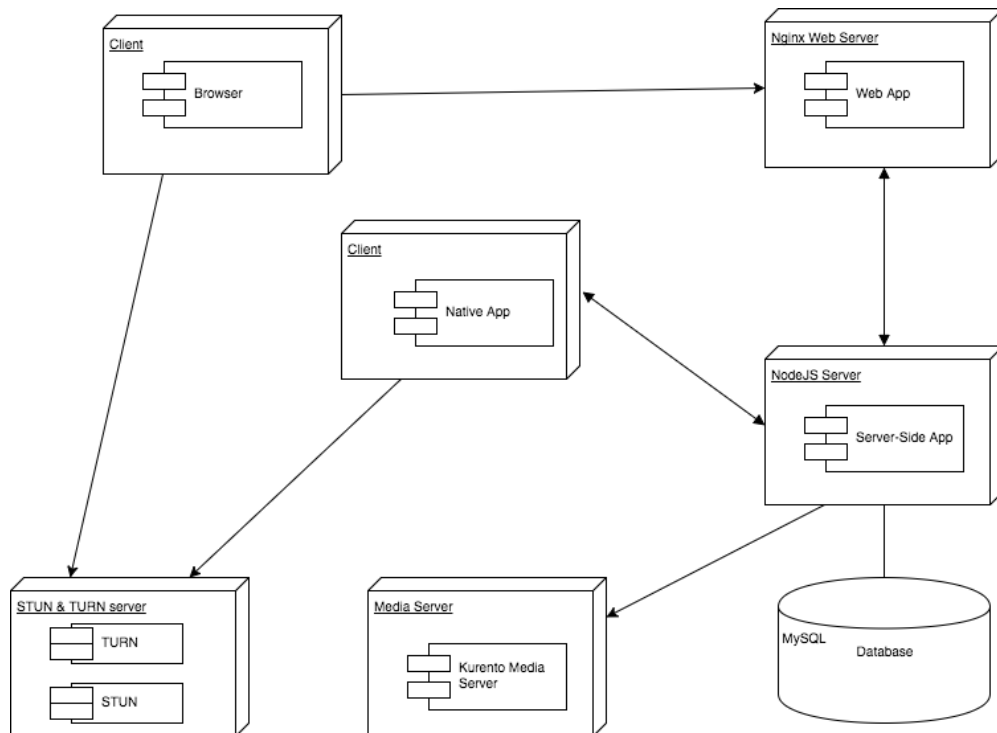 Client
Browser
Nginx Web Server
Web App
Client
Native App
NodeJS Server
Server-Side App
STUN & TURN server
TURN
STUN
Media Server
Kurento Media
Server
MySQL
Database